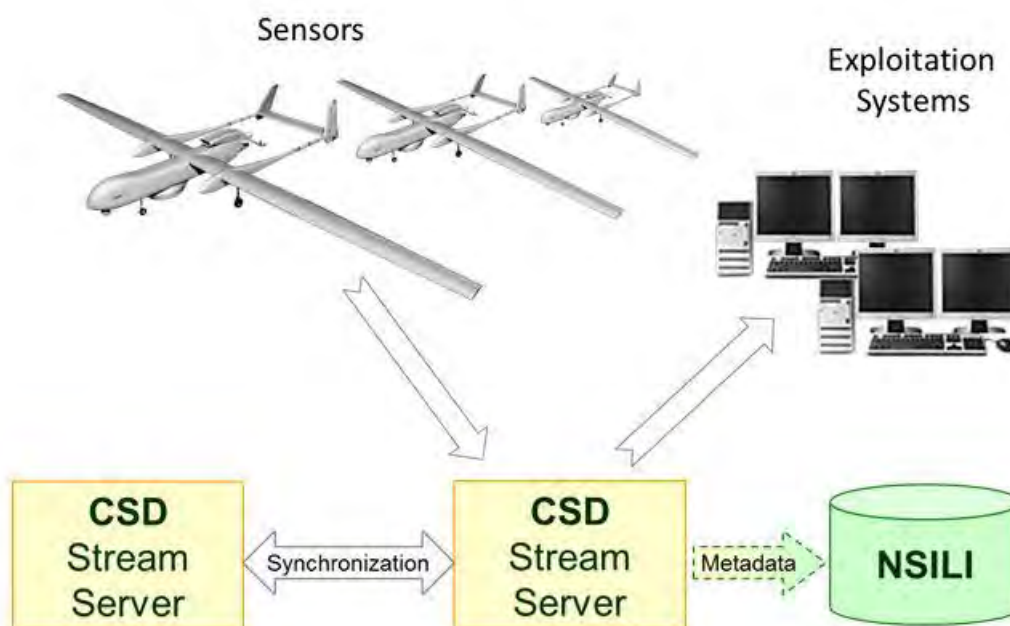 Sensors
Exploitation
Systems
CSD
Stream
Server
Synchronization
CSD
Stream
Server
Metadata
NSILI